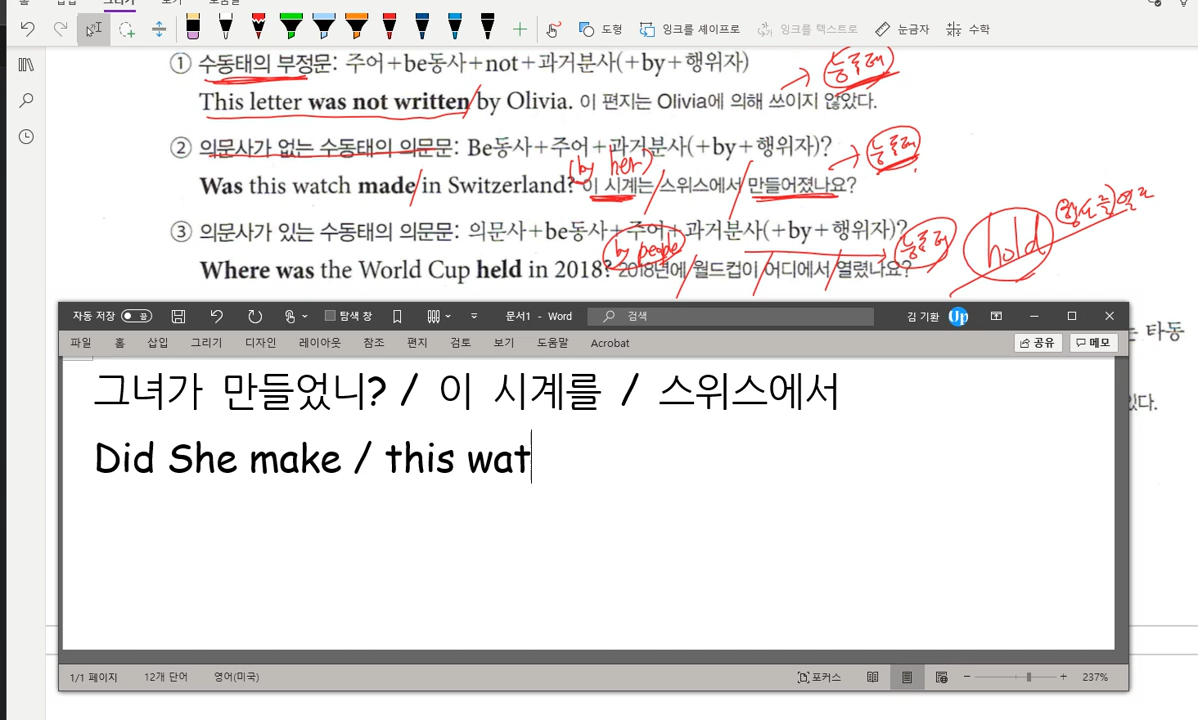 도형
잉크를 셰이프로
잉크를 텍스트로
눈금자
수학
① 수동태의 부정문: 주어+be동사+not+과거분사(+by+행위자)
능동태
This letter was not written/by Olivia. 이 편지는 Olivia에 의해 쓰이지 않았다.
② 의문사가 없는 수동태의 의문문: Be동사+주어+과거분사(+by+행위자)?
(by her)
능동태
Was this watch made/in Switzerland? 이 시계는/스위스에서/만들어졌나요?
③ 의문사가 있는 수동태의 의문문: 의문사+be동사+주어+과거분사(+by+행위자)?
by people
능동태
hold
Where was the World Cup held in 2018? 2018년에/월드컵이/어디에서/열렸나요?
는 타동
있다.
자동 저장 끔
탐색 창
문서1 - Word
검색
김 기환
파일 홈 삽입 그리기 디자인 레이아웃 참조 편지 검토 보기 도움말 Acrobat
공유 메모
그녀가 만들었니? / 이 시계를 / 스위스에서
Did She make / this wat
1/1 페이지 12개 단어 영어(미국)
포커스
- + 237%